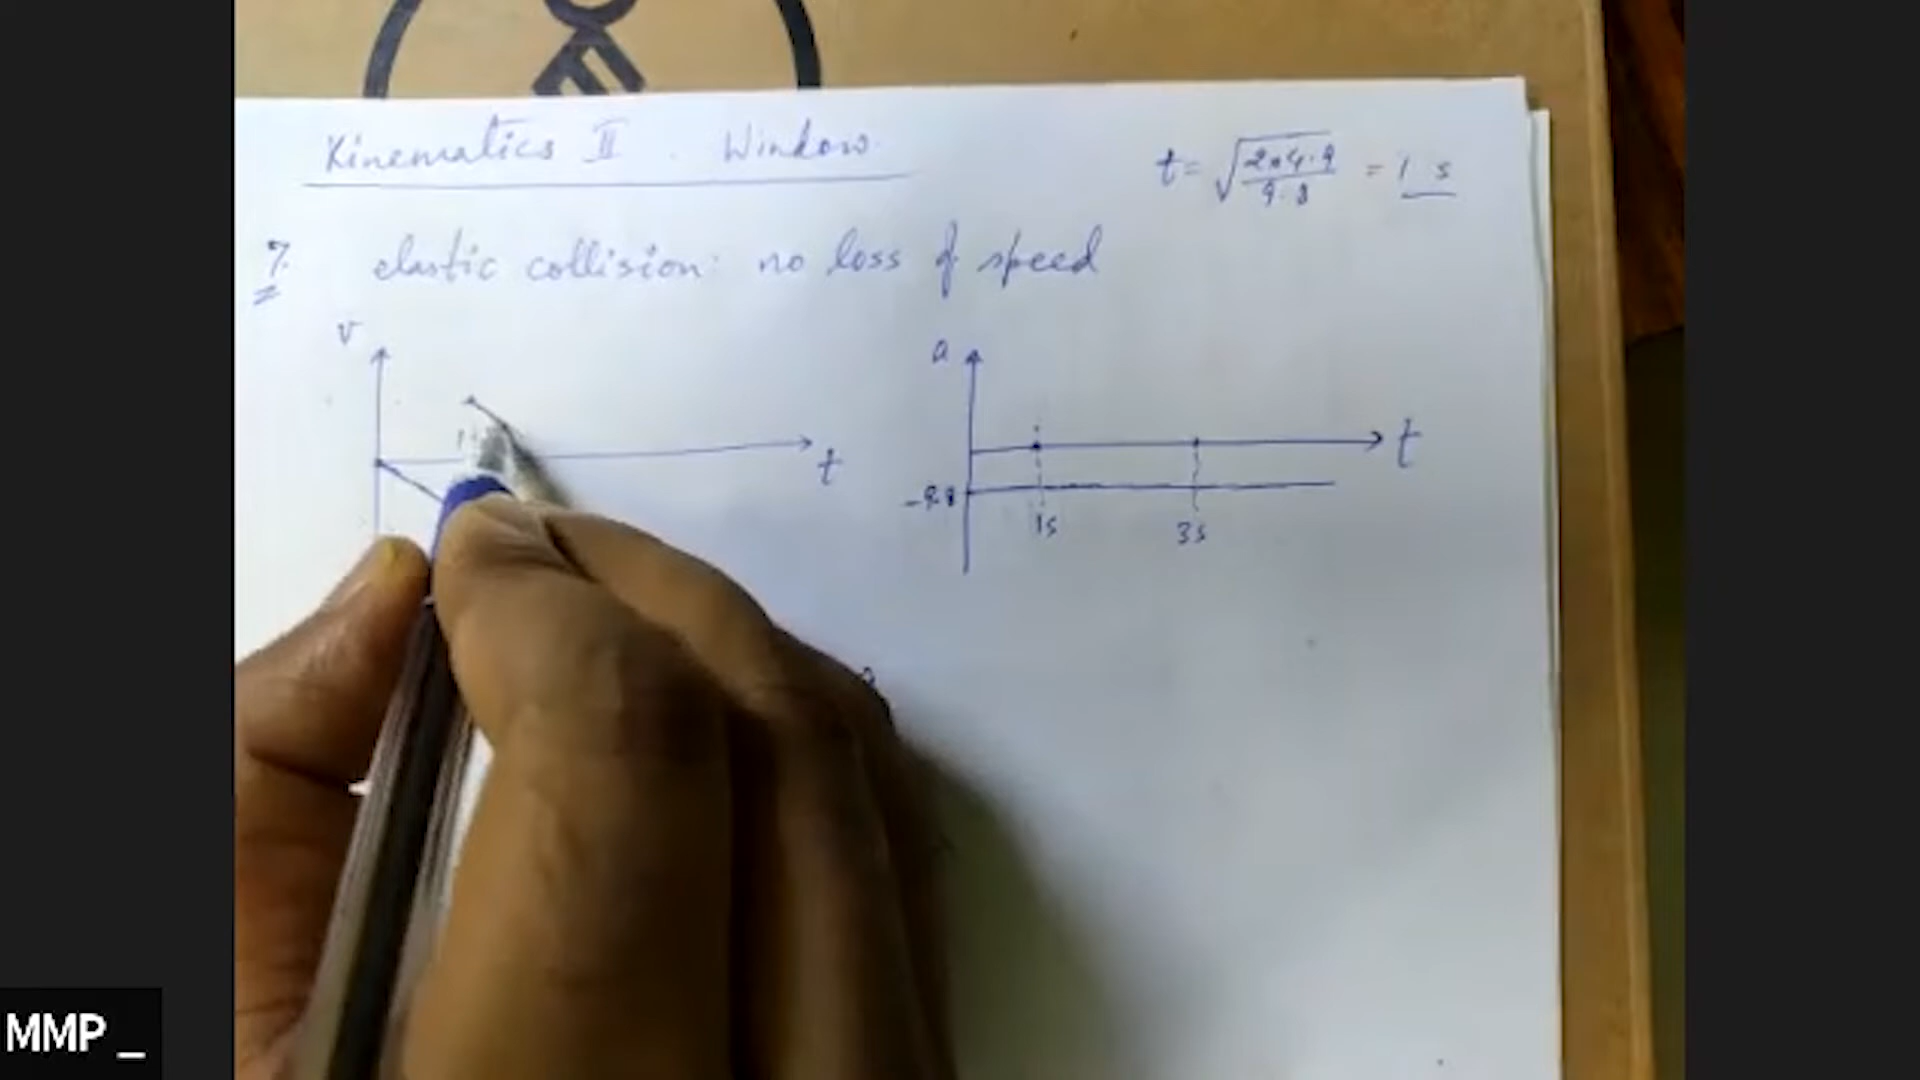 Kinematics II . Window.
t = √(2×4.9/9.8) = 1 s
7. elastic collision: no loss of speed
v
t
a
t
-9.8
1s
3s
MMP _